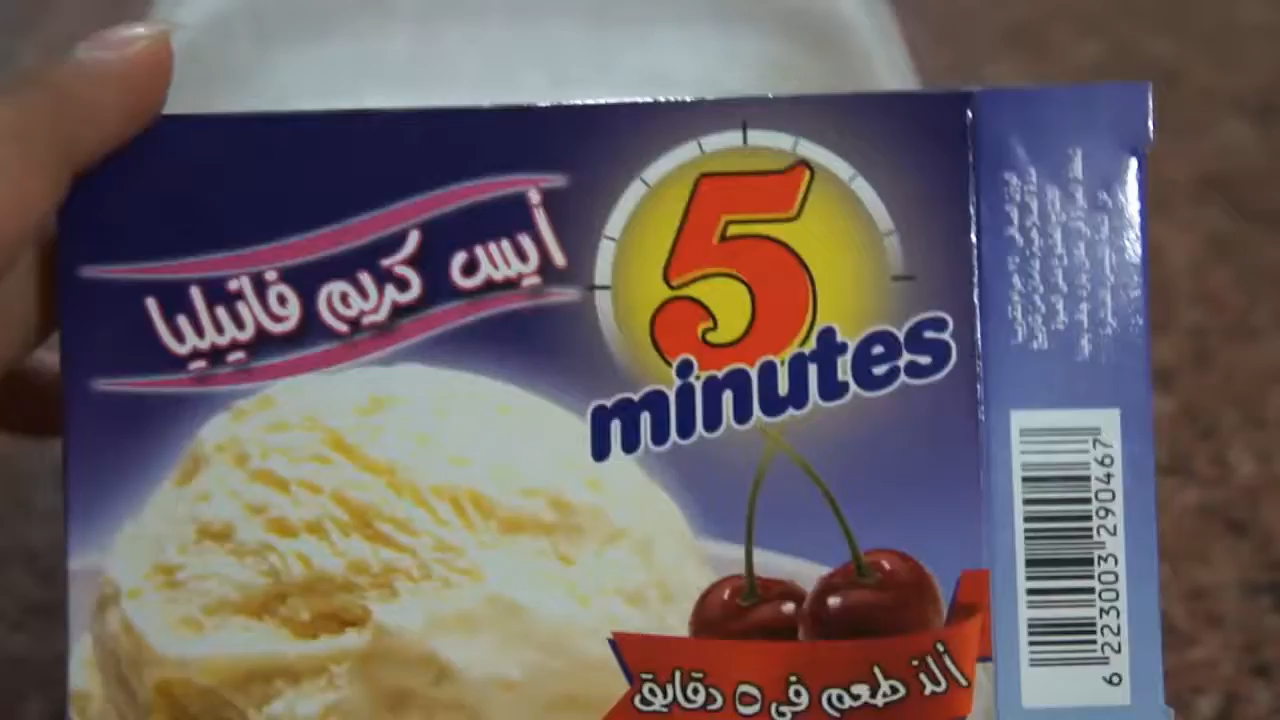 أيس كريم فانيليا
5
minutes
ألذ طعم في ٥ دقايق
6 223003 290467